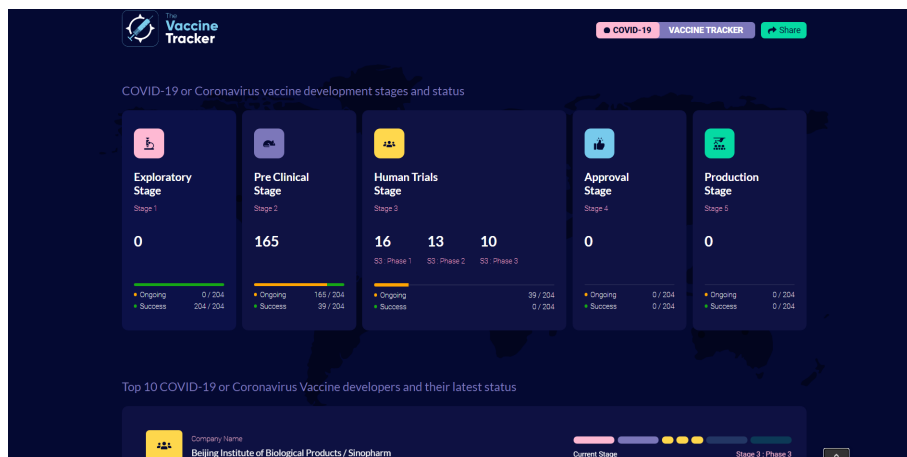 The
Vaccine
Tracker
COVID-19 VACCINE TRACKER Share
COVID-19 or Coronavirus vaccine development stages and status
Exploratory
Stage
Stage 1
0
Ongoing 0 / 204
Success 204 / 204
Pre Clinical
Stage
Stage 2
165
Ongoing 165 / 204
Success 39 / 204
Human Trials
Stage
Stage 3
16 13 10
S3 : Phase 1 S3 : Phase 2 S3 : Phase 3
Ongoing 39 / 204
Success 0 / 204
Approval
Stage
Stage 4
0
Ongoing 0 / 204
Success 0 / 204
Production
Stage
Stage 5
0
Ongoing 0 / 204
Success 0 / 204
Top 10 COVID-19 or Coronavirus Vaccine developers and their latest status
Company Name
Beijing Institute of Biological Products / Sinopharm
Current Stage Stage 3 : Phase 3